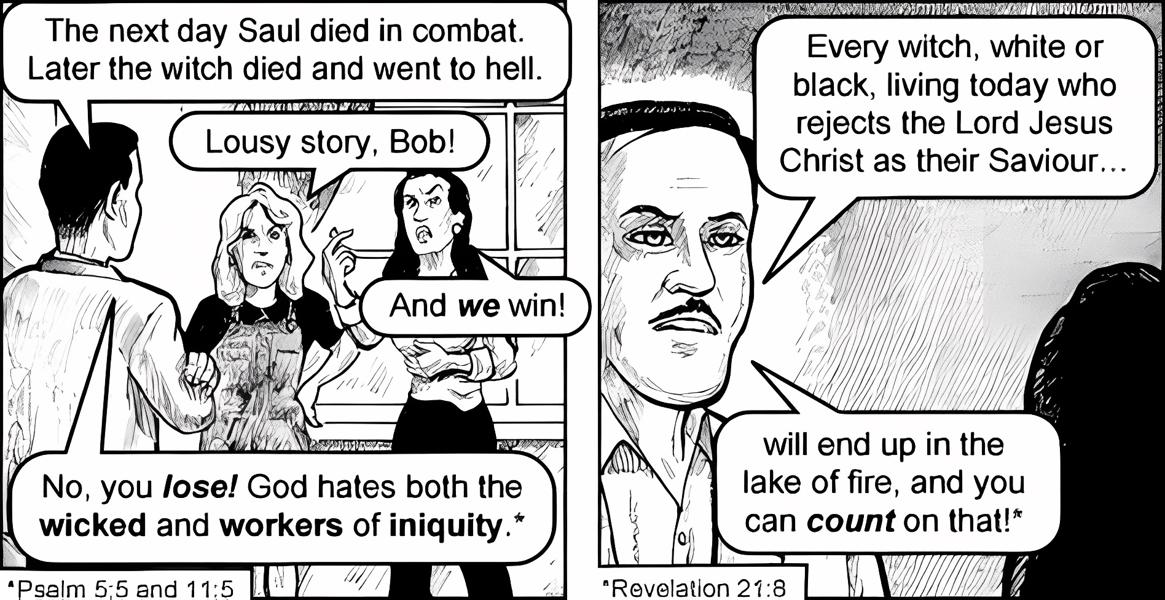 The next day Saul died in combat.
Later the witch died and went to hell.
Lousy story, Bob!
And we win!
No, you lose! God hates both the
wicked and workers of iniquity.*
*Psalm 5:5 and 11:5
Every witch, white or
black, living today who
rejects the Lord Jesus
Christ as their Saviour...
will end up in the
lake of fire, and you
can count on that!*
*Revelation 21:8